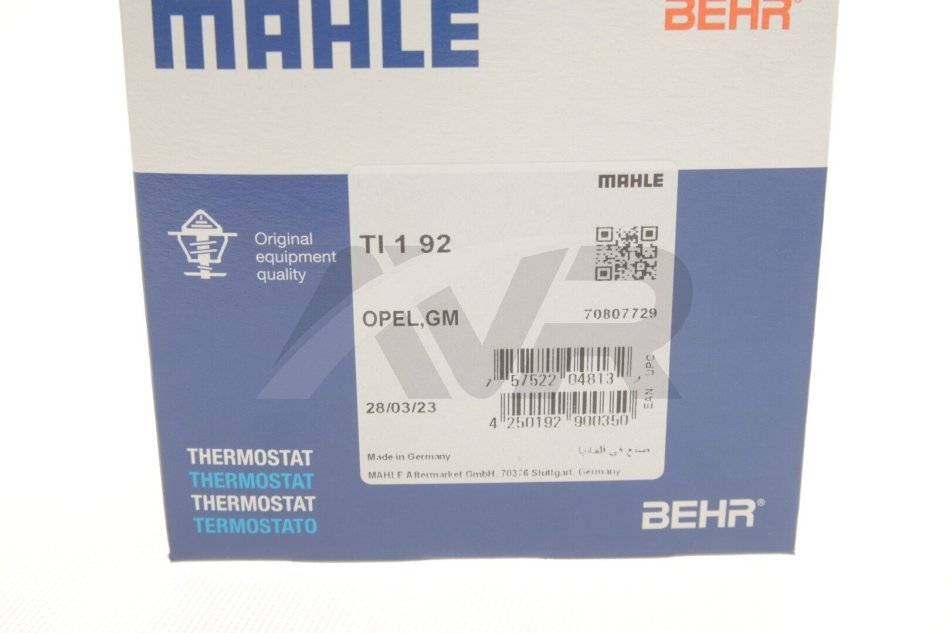 MAHLE
BEHR®
MAHLE
Original
equipment
quality
TI 1 92
OPEL,GM
70807729
7 57522 04813 7
UPC
28/03/23
4 250192 900350
EAN
Made in Germany
صنع في ألمانيا
MAHLE Aftermarket GmbH, 70376 Stuttgart, Germany
THERMOSTAT
THERMOSTAT
THERMOSTAT
TERMOSTATO
BEHR®
AVR